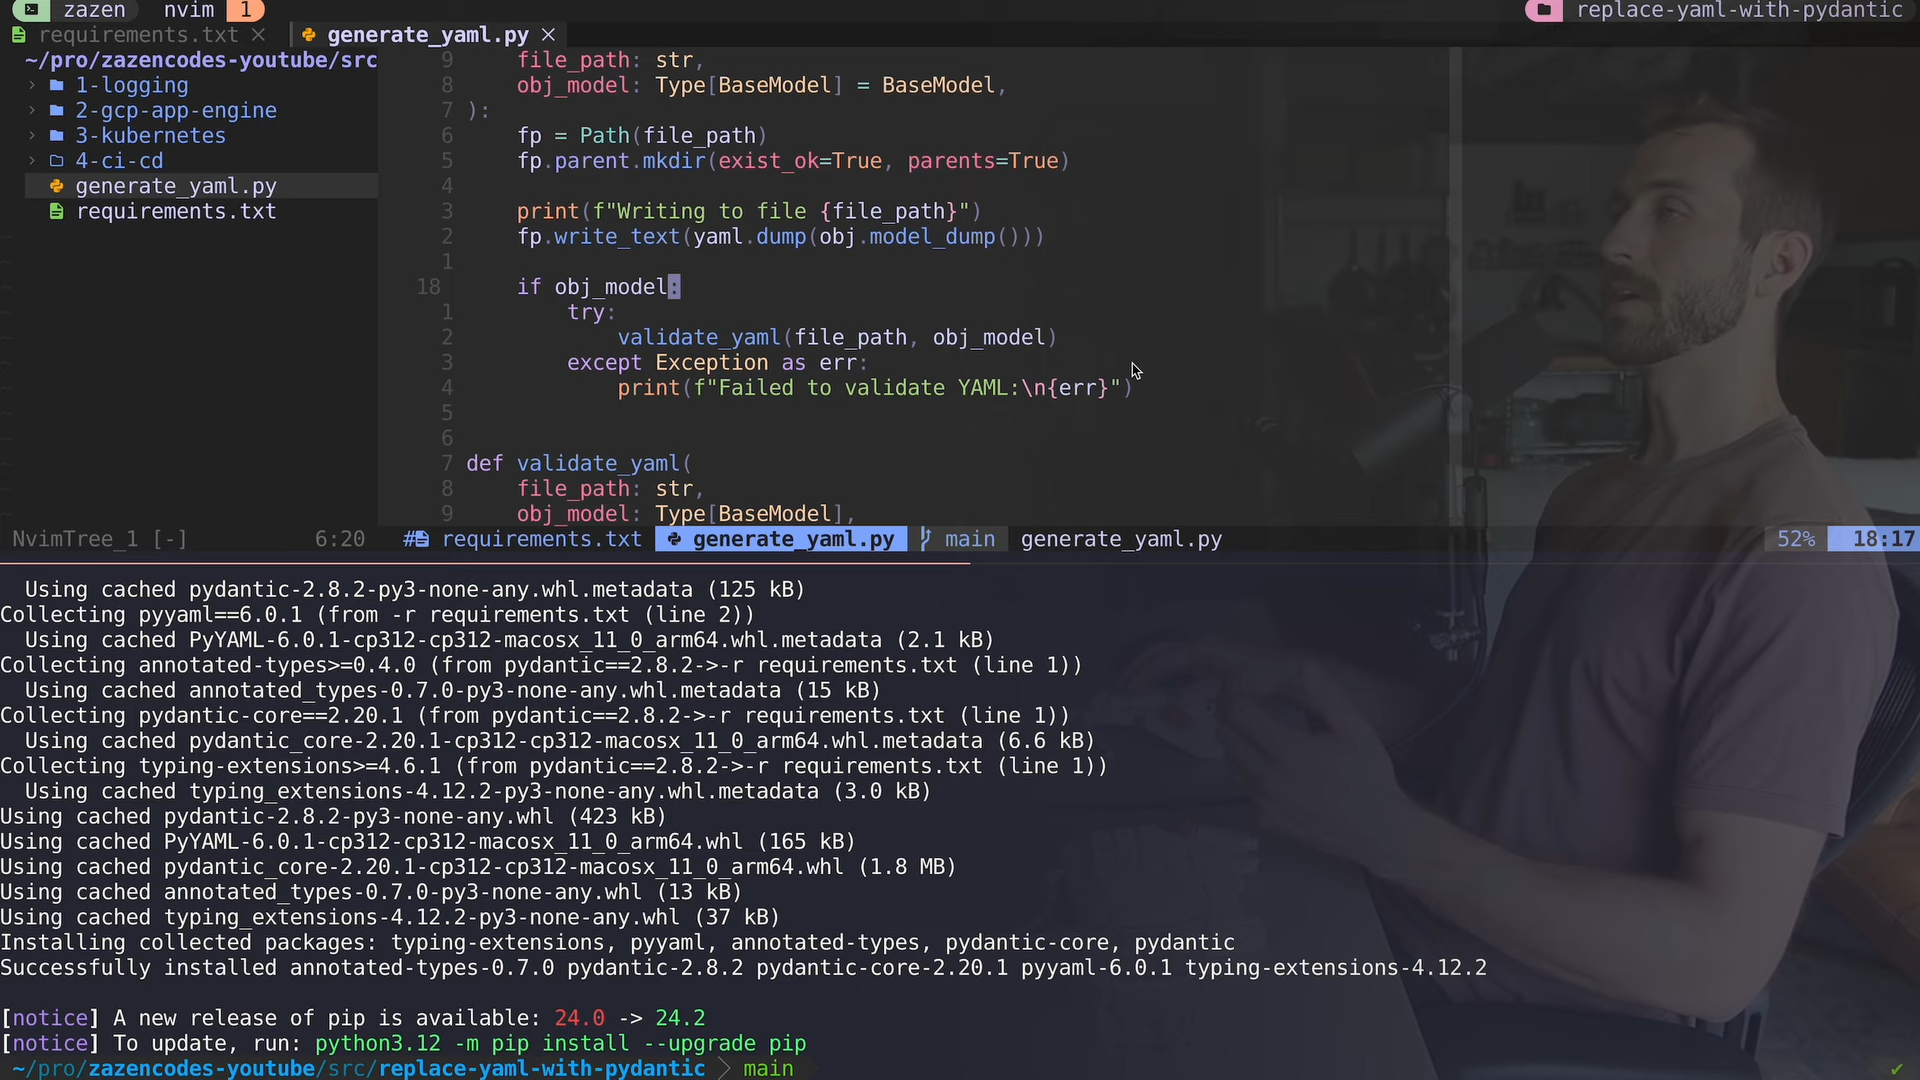 zazen nvim 1 replace-yaml-with-pydantic
requirements.txt generate_yaml.py
~/pro/zazencodes-youtube/src
1-logging
2-gcp-app-engine
3-kubernetes
4-ci-cd
generate_yaml.py
requirements.txt
9 file_path: str,
8 obj_model: Type[BaseModel] = BaseModel,
7 ):
6 fp = Path(file_path)
5 fp.parent.mkdir(exist_ok=True, parents=True)
4
3 print(f"Writing to file {file_path}")
2 fp.write_text(yaml.dump(obj.model_dump()))
1
18 if obj_model:
1 try:
2 validate_yaml(file_path, obj_model)
3 except Exception as err:
4 print(f"Failed to validate YAML:\n{err}")
5
6
7 def validate_yaml(
8 file_path: str,
9 obj_model: Type[BaseModel],
NvimTree_1 [-] 6:20 # requirements.txt generate_yaml.py main generate_yaml.py 52% 18:17
Using cached pydantic-2.8.2-py3-none-any.whl.metadata (125 kB)
Collecting pyyaml==6.0.1 (from -r requirements.txt (line 2))
Using cached PyYAML-6.0.1-cp312-cp312-macosx_11_0_arm64.whl.metadata (2.1 kB)
Collecting annotated-types>=0.4.0 (from pydantic==2.8.2->-r requirements.txt (line 1))
Using cached annotated_types-0.7.0-py3-none-any.whl.metadata (15 kB)
Collecting pydantic-core==2.20.1 (from pydantic==2.8.2->-r requirements.txt (line 1))
Using cached pydantic_core-2.20.1-cp312-cp312-macosx_11_0_arm64.whl.metadata (6.6 kB)
Collecting typing-extensions>=4.6.1 (from pydantic==2.8.2->-r requirements.txt (line 1))
Using cached typing_extensions-4.12.2-py3-none-any.whl.metadata (3.0 kB)
Using cached pydantic-2.8.2-py3-none-any.whl (423 kB)
Using cached PyYAML-6.0.1-cp312-cp312-macosx_11_0_arm64.whl (165 kB)
Using cached pydantic_core-2.20.1-cp312-cp312-macosx_11_0_arm64.whl (1.8 MB)
Using cached annotated_types-0.7.0-py3-none-any.whl (13 kB)
Using cached typing_extensions-4.12.2-py3-none-any.whl (37 kB)
Installing collected packages: typing-extensions, pyyaml, annotated-types, pydantic-core, pydantic
Successfully installed annotated-types-0.7.0 pydantic-2.8.2 pydantic-core-2.20.1 pyyaml-6.0.1 typing-extensions-4.12.2
[notice] A new release of pip is available: 24.0 -> 24.2
[notice] To update, run: python3.12 -m pip install --upgrade pip
~/pro/zazencodes-youtube/src/replace-yaml-with-pydantic main ✔